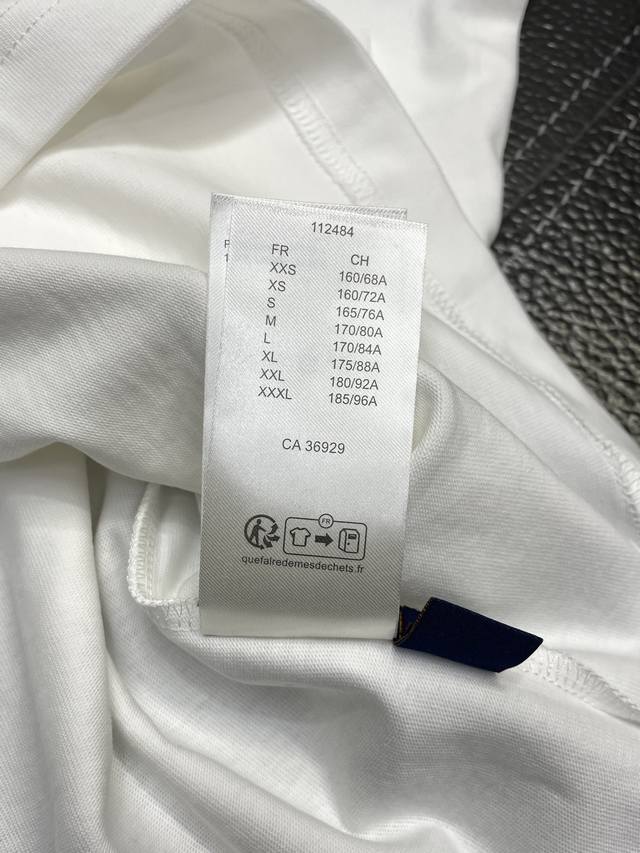 112484
FR CH
XXS 160/68A
XS 160/72A
S 165/76A
M 170/80A
L 170/84A
XL 175/88A
XXL 180/92A
XXXL 185/96A
CA 36929
FR
quefairedemesdechets.fr